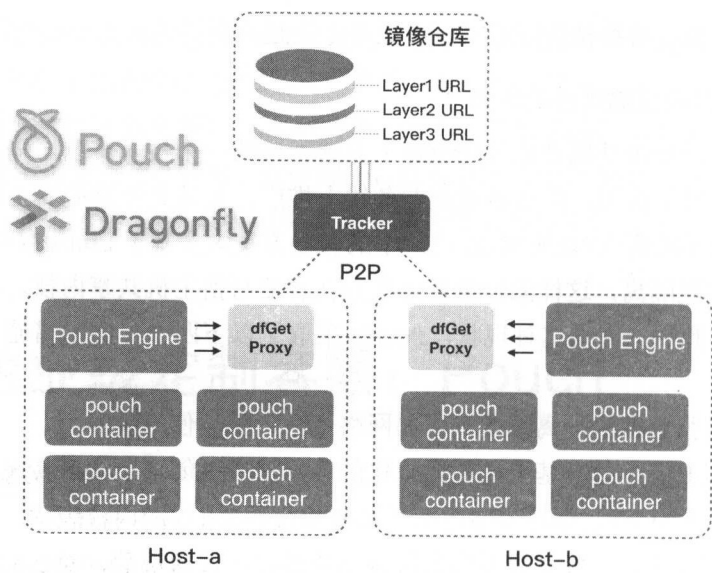 镜像仓库
Layer1 URL
Layer2 URL
Layer3 URL
Pouch
Dragonfly
Tracker
P2P
Pouch Engine
dfGet
Proxy
dfGet
Proxy
Pouch Engine
pouch
container
pouch
container
pouch
container
pouch
container
pouch
container
pouch
container
pouch
container
pouch
container
Host-a
Host-b